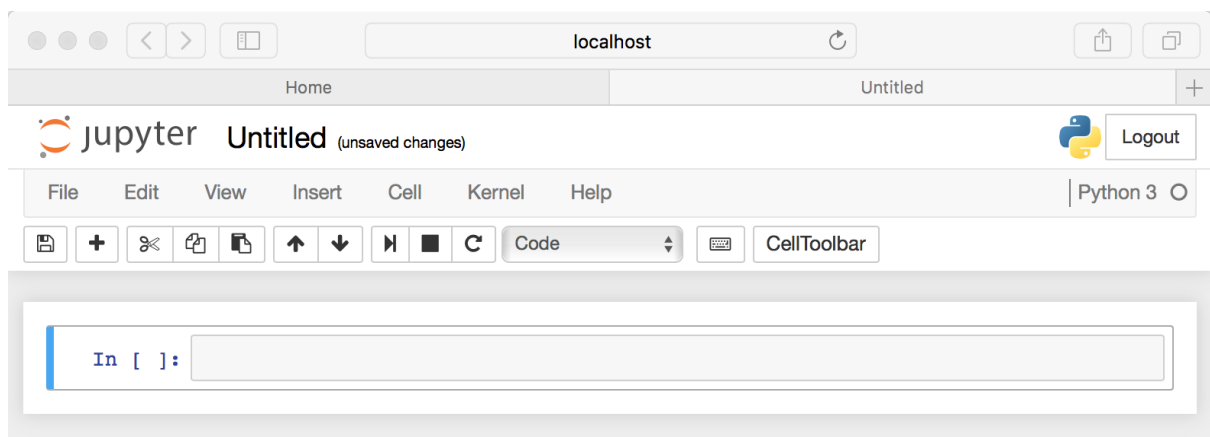 localhost
Home Untitled
jupyter Untitled (unsaved changes) Logout
File Edit View Insert Cell Kernel Help Python 3
Code CellToolbar
In [ ]: